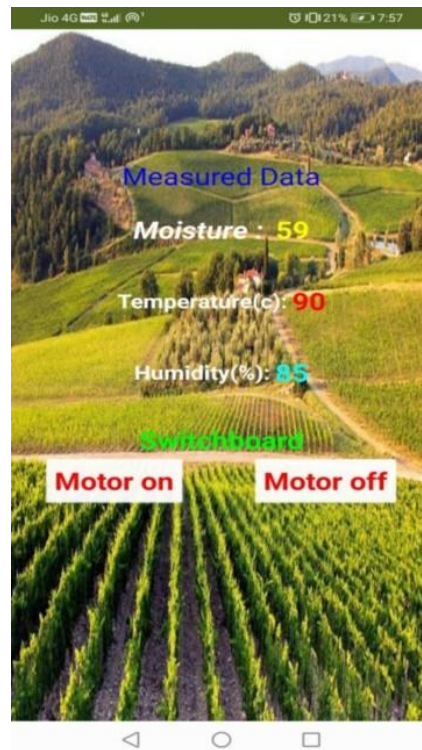 Jio 4G 21% 7:57
Measured Data
Moisture : 59
Temperature(c): 90
Humidity(%): 85
Switchboard
Motor on Motor off